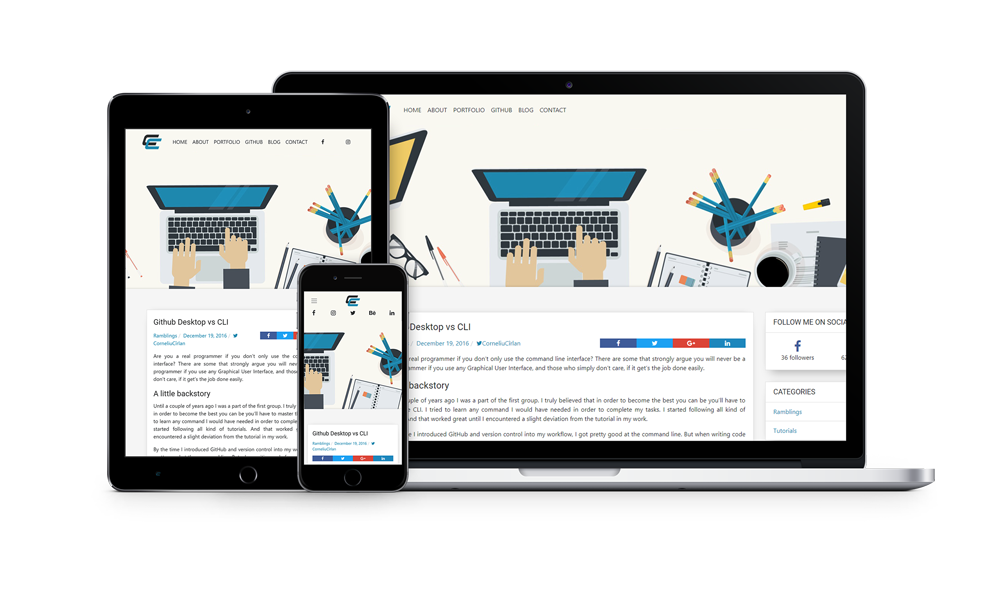 HOME ABOUT PORTFOLIO GITHUB BLOG CONTACT
Desktop vs CLI
December 19, 2016 / CorneliuCirlan
real programmer if you don't only use the command line interface? There are some that strongly argue you will never be a
if you use any Graphical User Interface, and those who simply don't care, if it get's the job done easily.
backstory
of years ago I was a part of the first group. I truly believed that in order to become the best you can be you'll have to
CLI. I tried to learn any command I would have needed in order to complete my tasks. I started following all kind of
And that worked great until I encountered a slight deviation from the tutorial in my work.
I introduced GitHub and version control into my workflow, I got pretty good at the command line. But when writing code
FOLLOW ME ON
36 followers
CATEGORIES
Ramblings
Tutorials
HOME ABOUT PORTFOLIO GITHUB BLOG CONTACT
Github Desktop vs CLI
Ramblings / December 19, 2016 /
CorneliuCirlan
Are you a real programmer if you don't only use the
interface? There are some that strongly argue you will
programmer if you use any Graphical User Interface, and
don't care, if it get's the job done easily.
A little backstory
Until a couple of years ago I was a part of the first group. I truly
in order to become the best you can be you'll have to master
to learn any command I would have needed in order to
started following all kind of tutorials. And that worked
encountered a slight deviation from the tutorial in my work.
By the time I introduced GitHub and version control into my
Github Desktop vs CLI
Ramblings / December 19, 2016 /
CorneliuCirlan